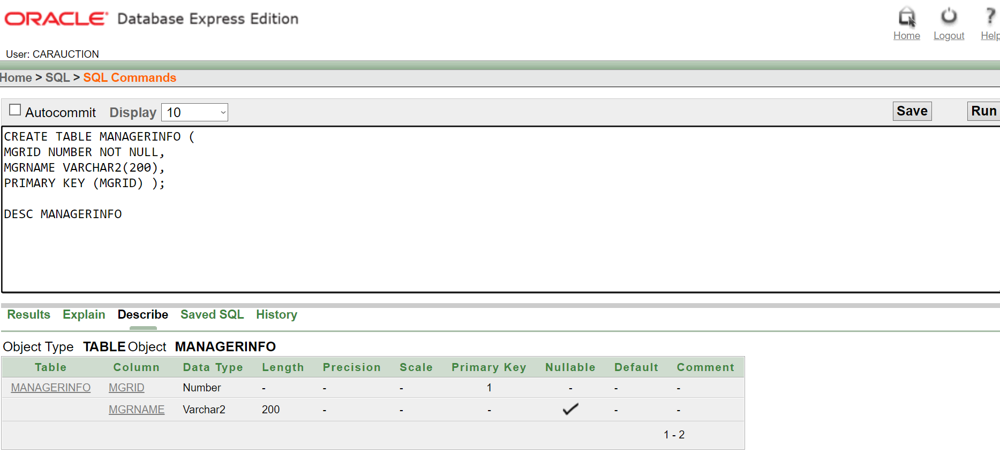 ORACLE Database Express Edition
Home Logout Help
User: CARAUCTION
Home > SQL > SQL Commands
Autocommit Display 10 Save Run
CREATE TABLE MANAGERINFO (
MGRID NUMBER NOT NULL,
MGRNAME VARCHAR2(200),
PRIMARY KEY (MGRID) );
DESC MANAGERINFO
Results Explain Describe Saved SQL History
Object Type TABLE Object MANAGERINFO
Table Column Data Type Length Precision Scale Primary Key Nullable Default Comment
MANAGERINFO MGRID Number - - - 1 - - -
MGRNAME Varchar2 200 - - - ✓ - -
1 - 2